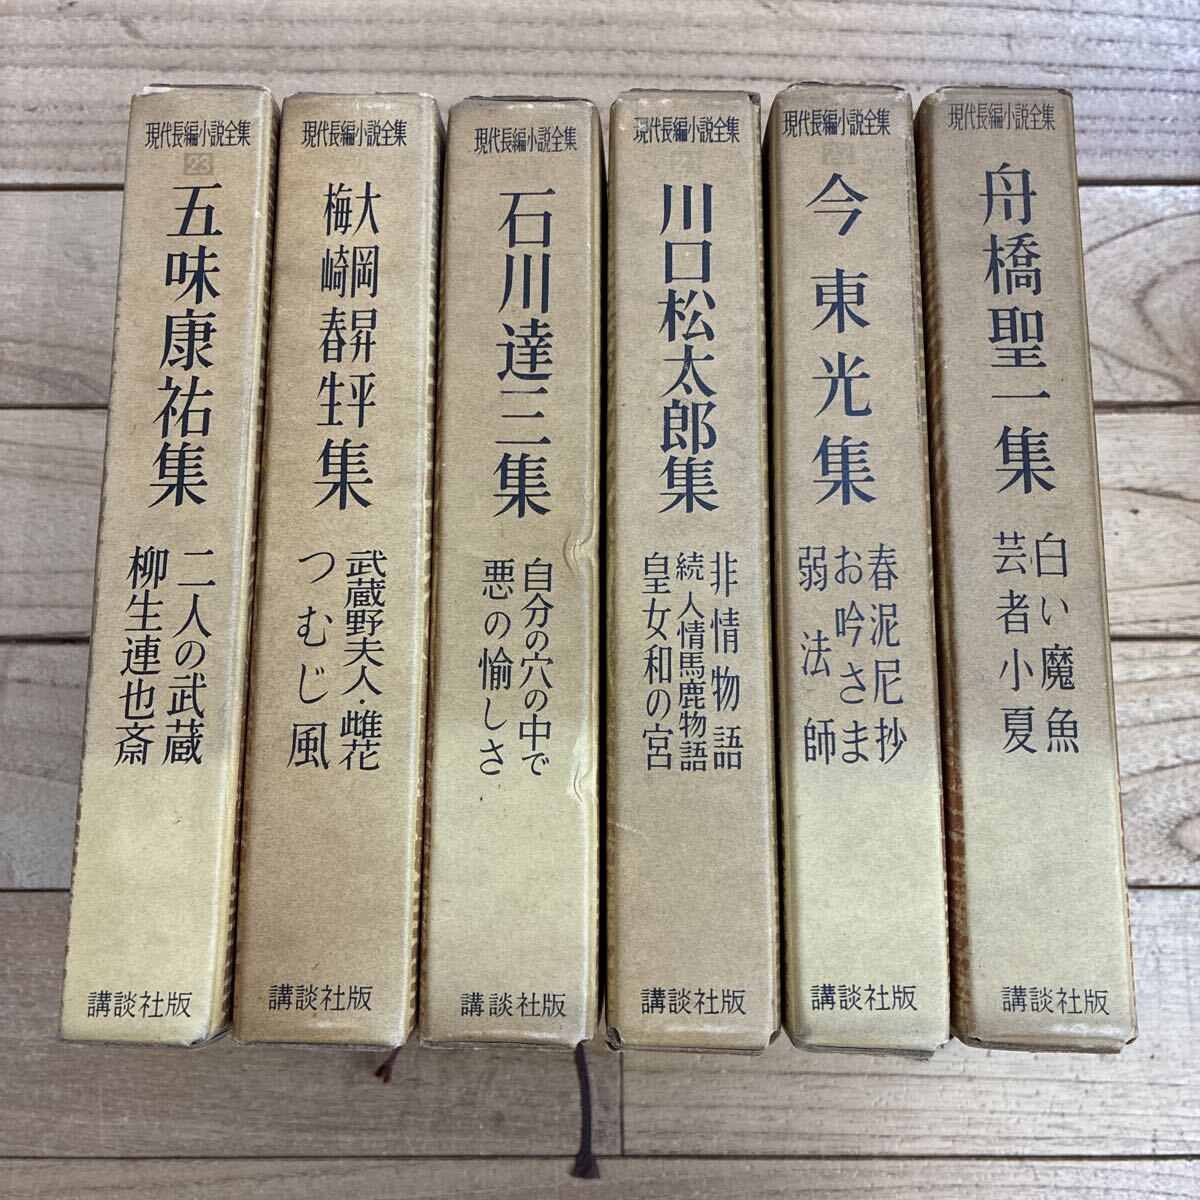 現代長編小説全集
23
五味康祐集
二人の武蔵
柳生連也斎
講談社版
現代長編小説全集
大岡昇平
梅崎春生
集
武蔵野夫人・雌花
つむじ風
講談社版
現代長編小説全集
石川達三集
自分の穴の中で
悪の愉しさ
講談社版
現代長編小説全集
川口松太郎集
非情物語
続人情馬鹿物語
皇女和の宮
講談社版
現代長編小説全集
今東光集
春泥尼抄
お吟さま
弱法師
講談社版
現代長編小説全集
舟橋聖一集
白い魔魚
芸者小夏
講談社版